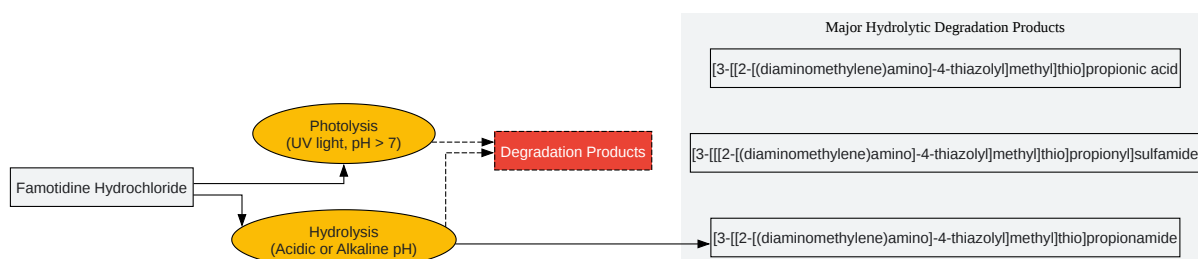 Major Hydrolytic Degradation Products
[3-[[2-[(diaminomethylene)amino]-4-thiazolyl]methyl]thio]propionic acid
Photolysis
(UV light, pH > 7)
Degradation Products
[3-[[[2-[(diaminomethylene)amino]-4-thiazolyl]methyl]thio]propionyl]sulfamide
Famotidine Hydrochloride
Hydrolysis
(Acidic or Alkaline pH)
[3-[[2-[(diaminomethylene)amino]-4-thiazolyl]methyl]thio]propionamide